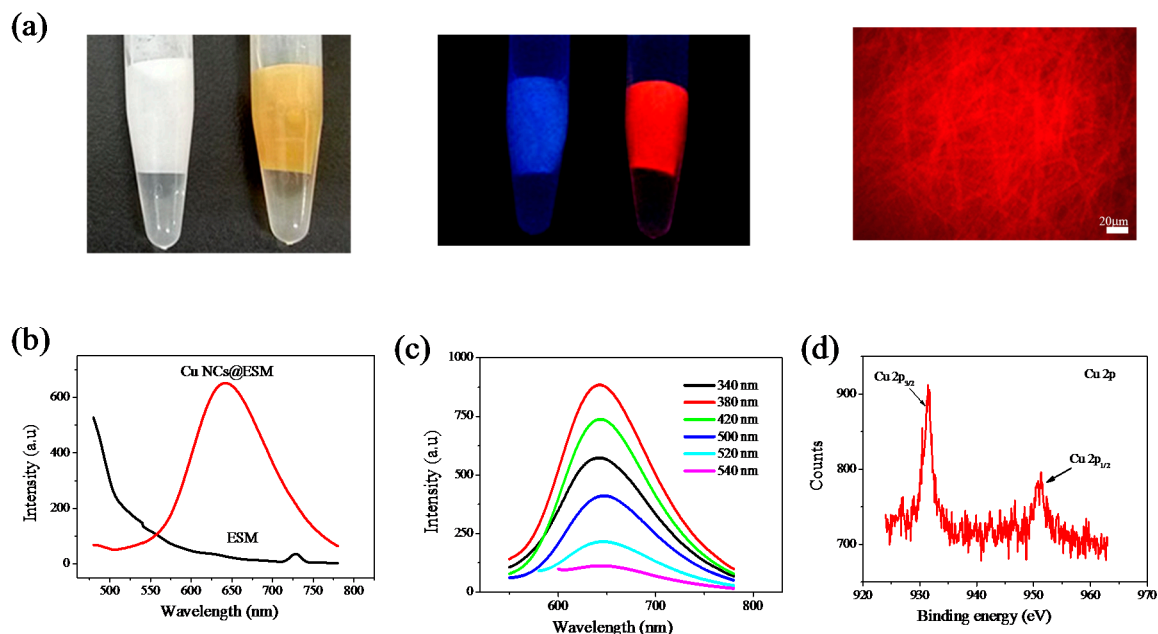 (a)
20μm
(b)
Cu NCs@ESM
ESM
600
400
200
0
500
550
600
650
700
750
800
Intensity (a.u)
Wavelength (nm)
(c)
1000
750
500
250
0
600
700
800
340 nm
380 nm
420 nm
500 nm
520 nm
540 nm
Intensity (a.u)
Wavelength (nm)
(d)
Cu 2p3/2
Cu 2p
Cu 2p1/2
900
800
700
920
930
940
950
960
970
Counts
Binding energy (eV)